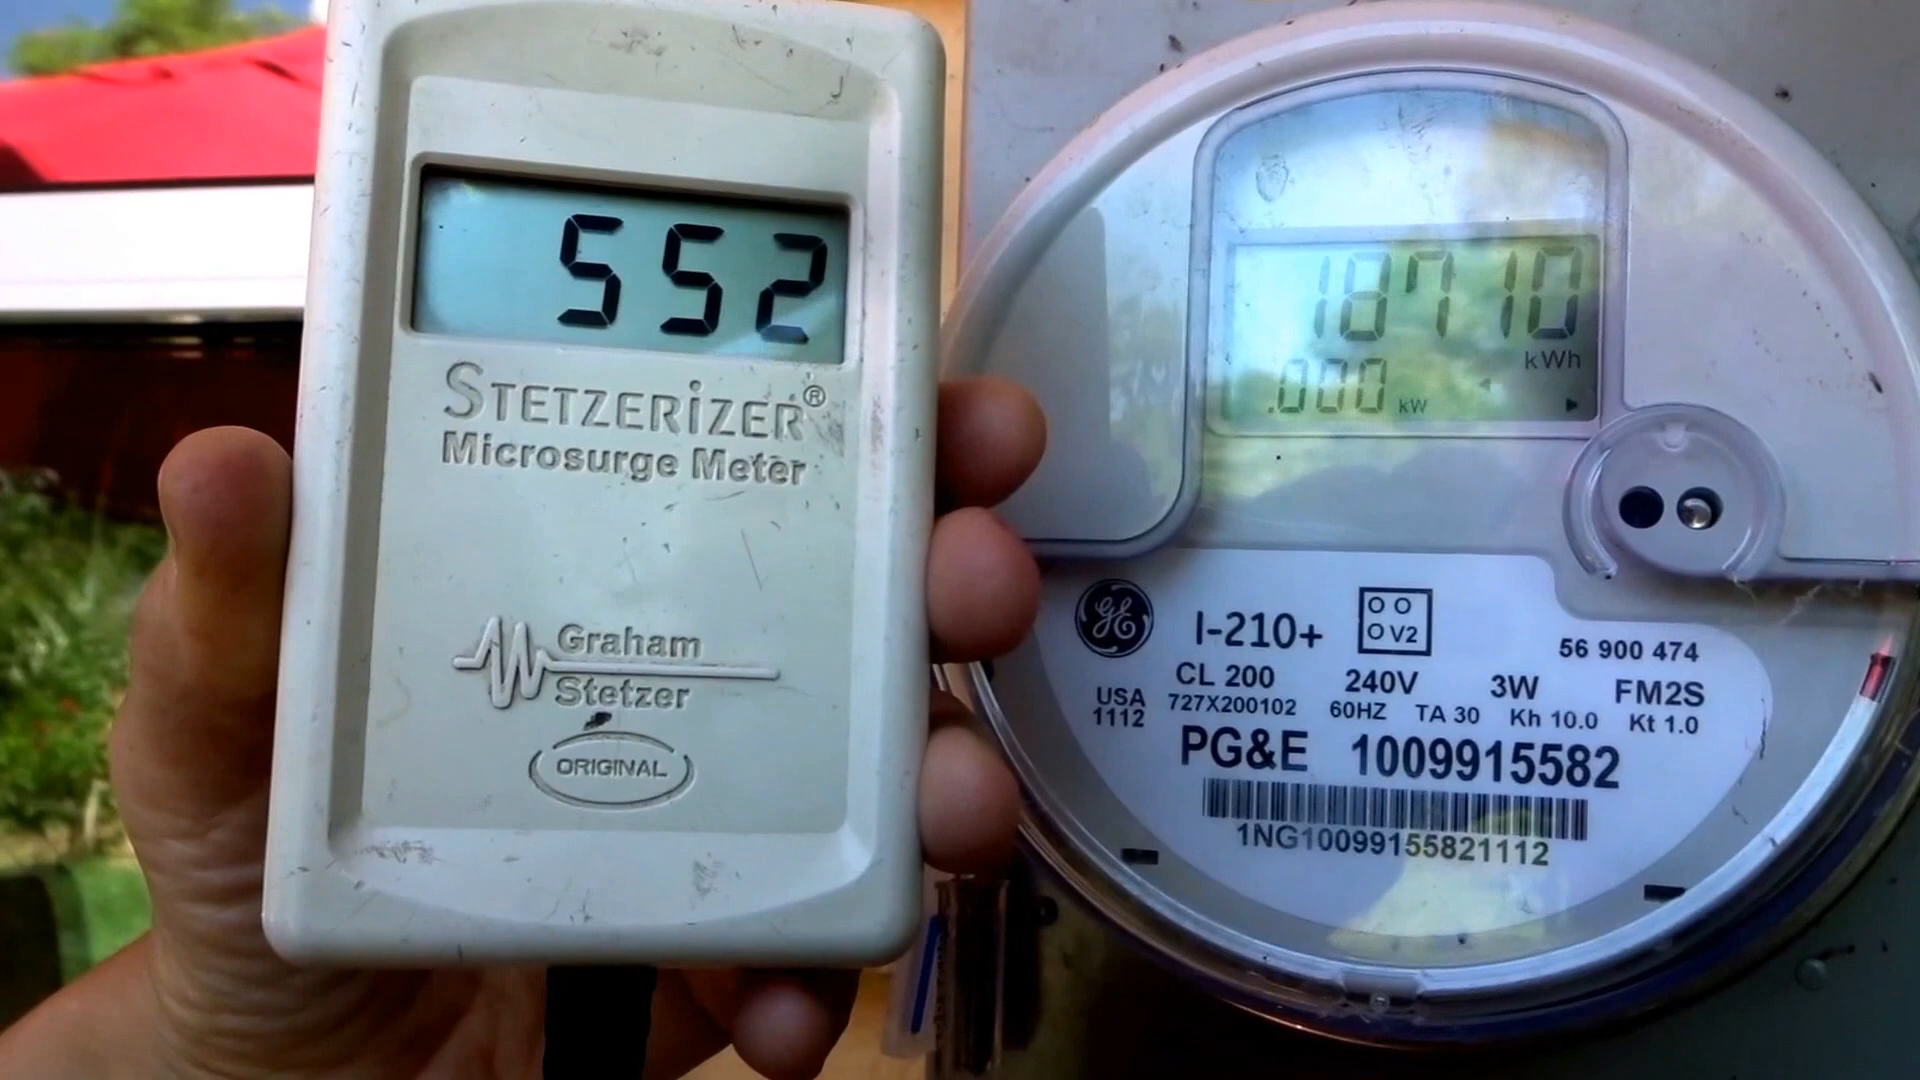 552
STETZERiZER®
Microsurge Meter
Graham
Stetzer
ORIGINAL
18710
kWh
.000 kW
GE I-210+ V2 56 900 474
CL 200 240V 3W FM2S
USA 727X200102 60HZ TA 30 Kh 10.0 Kt 1.0
1112
PG&E 1009915582
1NG10099155821112